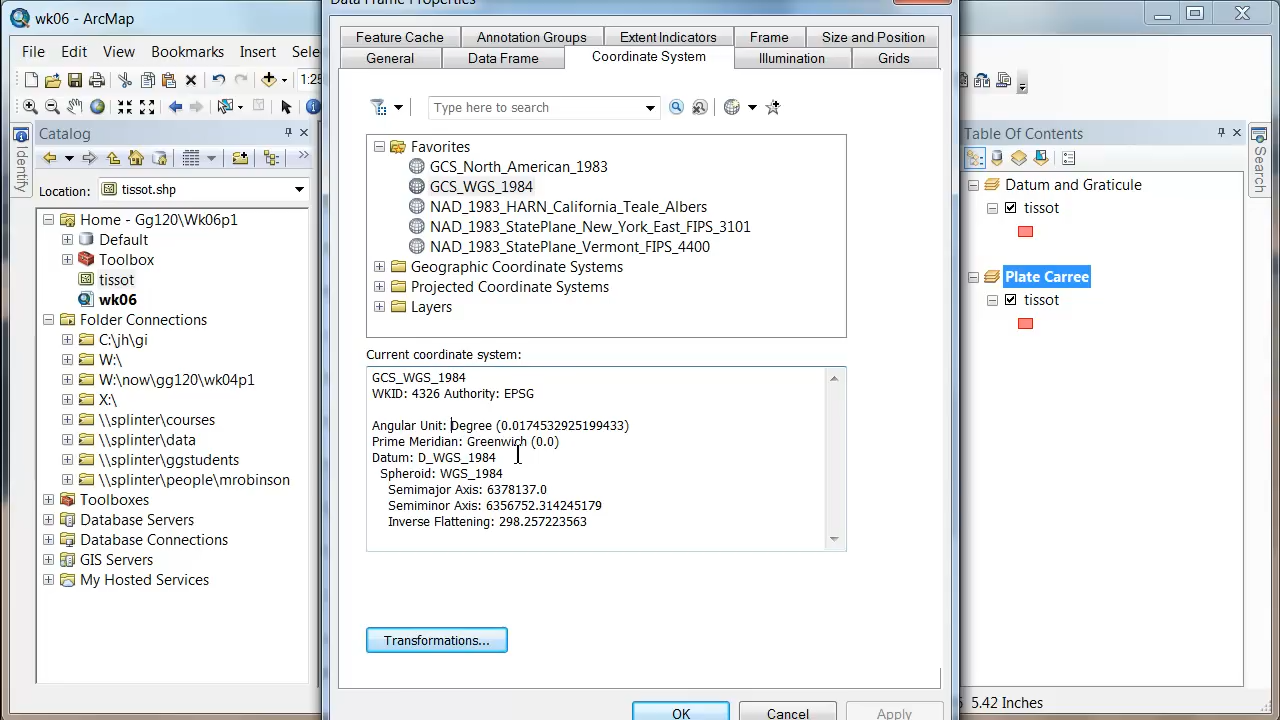 wk06 - ArcMap
File Edit View Bookmarks Insert Sele
1:25
Catalog
Location: tissot.shp
Home - Gg120\Wk06p1
Default
Toolbox
tissot
wk06
Folder Connections
C:\jh\gi
W:\
W:\now\gg120\wk04p1
X:\
\\splinter\courses
\\splinter\data
\\splinter\ggstudents
\\splinter\people\mrobinson
Toolboxes
Database Servers
Database Connections
GIS Servers
My Hosted Services
Identify
Data Frame Properties
Feature Cache Annotation Groups Extent Indicators Frame Size and Position
General Data Frame Coordinate System Illumination Grids
Type here to search
Favorites
GCS_North_American_1983
GCS_WGS_1984
NAD_1983_HARN_California_Teale_Albers
NAD_1983_StatePlane_New_York_East_FIPS_3101
NAD_1983_StatePlane_Vermont_FIPS_4400
Geographic Coordinate Systems
Projected Coordinate Systems
Layers
Current coordinate system:
GCS_WGS_1984
WKID: 4326 Authority: EPSG
Angular Unit: Degree (0.0174532925199433)
Prime Meridian: Greenwich (0.0)
Datum: D_WGS_1984
Spheroid: WGS_1984
Semimajor Axis: 6378137.0
Semiminor Axis: 6356752.314245179
Inverse Flattening: 298.257223563
Transformations...
OK Cancel Apply
Table Of Contents
Datum and Graticule
tissot
Plate Carree
tissot
Search
6 5.42 Inches